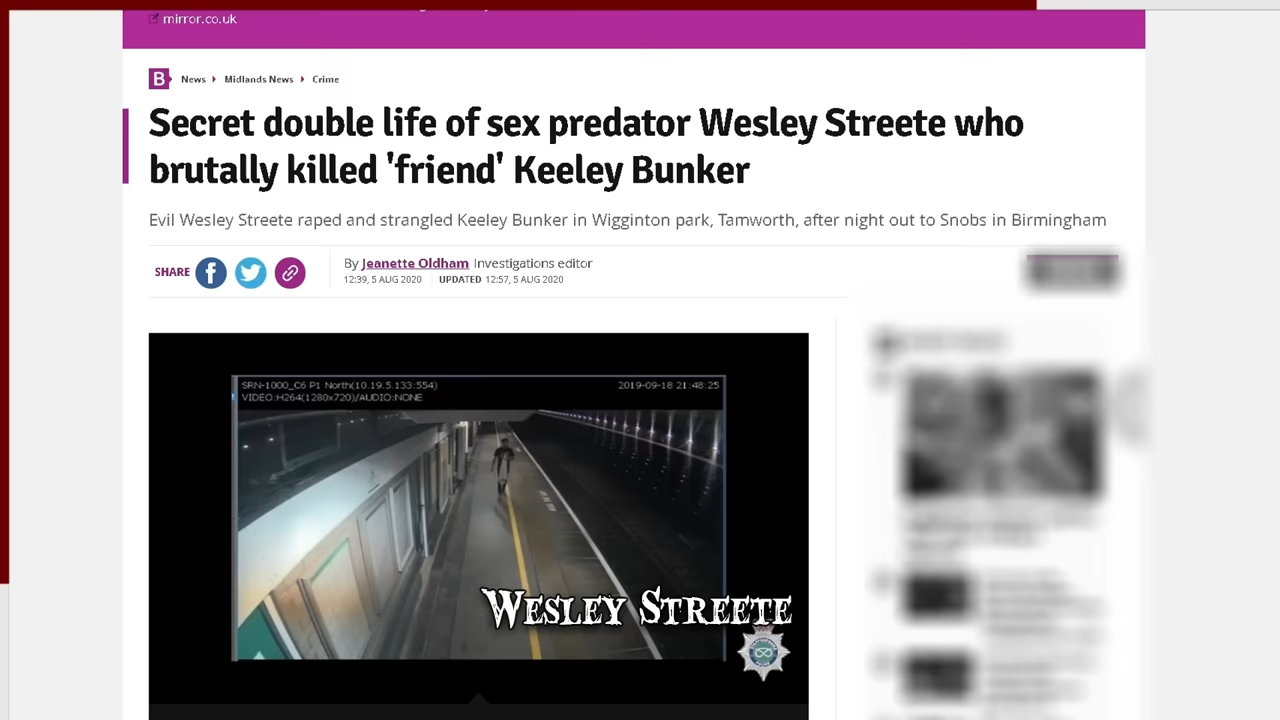 mirror.co.uk
B News Midlands News Crime
Secret double life of sex predator Wesley Streete who
brutally killed 'friend' Keeley Bunker
Evil Wesley Streete raped and strangled Keeley Bunker in Wigginton park, Tamworth, after night out to Snobs in Birmingham
SHARE
By Jeanette Oldham Investigations editor
12:39, 5 AUG 2020 UPDATED 12:57, 5 AUG 2020
SRN-1000_C6 P1 North(10.19.5.133:554) 2019-09-18 21:48:25
VIDEO:H264(1280x720)/AUDIO:NONE
WESLEY STREETE